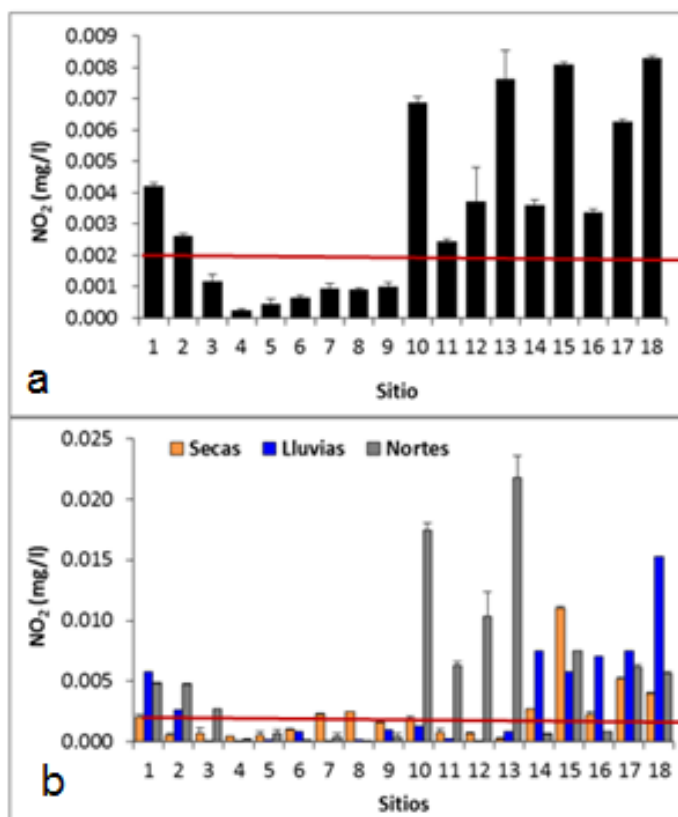 0.009
0.008
0.007
0.006
0.005
0.004
0.003
0.002
0.001
0.000
NO₂ (mg/l)
1 2 3 4 5 6 7 8 9 10 11 12 13 14 15 16 17 18
Sitio
a
Secas Lluvias Nortes
0.025
0.020
0.015
0.010
0.005
0.000
NO₂ (mg/l)
1 2 3 4 5 6 7 8 9 10 11 12 13 14 15 16 17 18
Sitios
b